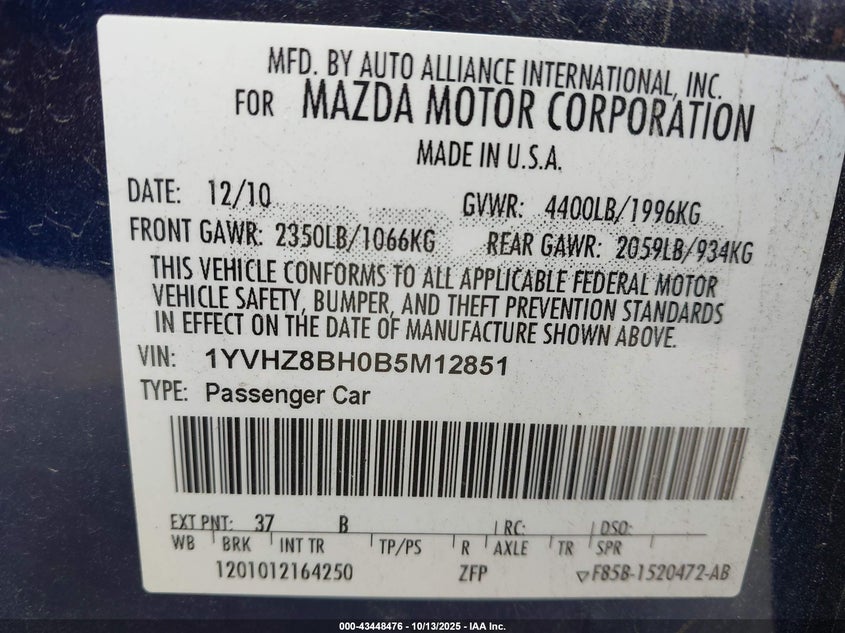 MFD. BY AUTO ALLIANCE INTERNATIONAL, INC.
FOR MAZDA MOTOR CORPORATION
MADE IN U.S.A.
DATE: 12/10 GVWR: 4400LB/1996KG
FRONT GAWR: 2350LB/1066KG REAR GAWR: 2059LB/934KG
THIS VEHICLE CONFORMS TO ALL APPLICABLE FEDERAL MOTOR
VEHICLE SAFETY, BUMPER, AND THEFT PREVENTION STANDARDS
IN EFFECT ON THE DATE OF MANUFACTURE SHOWN ABOVE.
VIN: 1YVHZ8BH0B5M12851
TYPE: Passenger Car
EXT PNT: 37 B RC: DSO:
WB BRK INT TR TP/PS R AXLE TR SPR
1201012164250 ZFP ▽F85B-1520472-AB
000-43448476 | 10/13/2025 - IAA Inc.